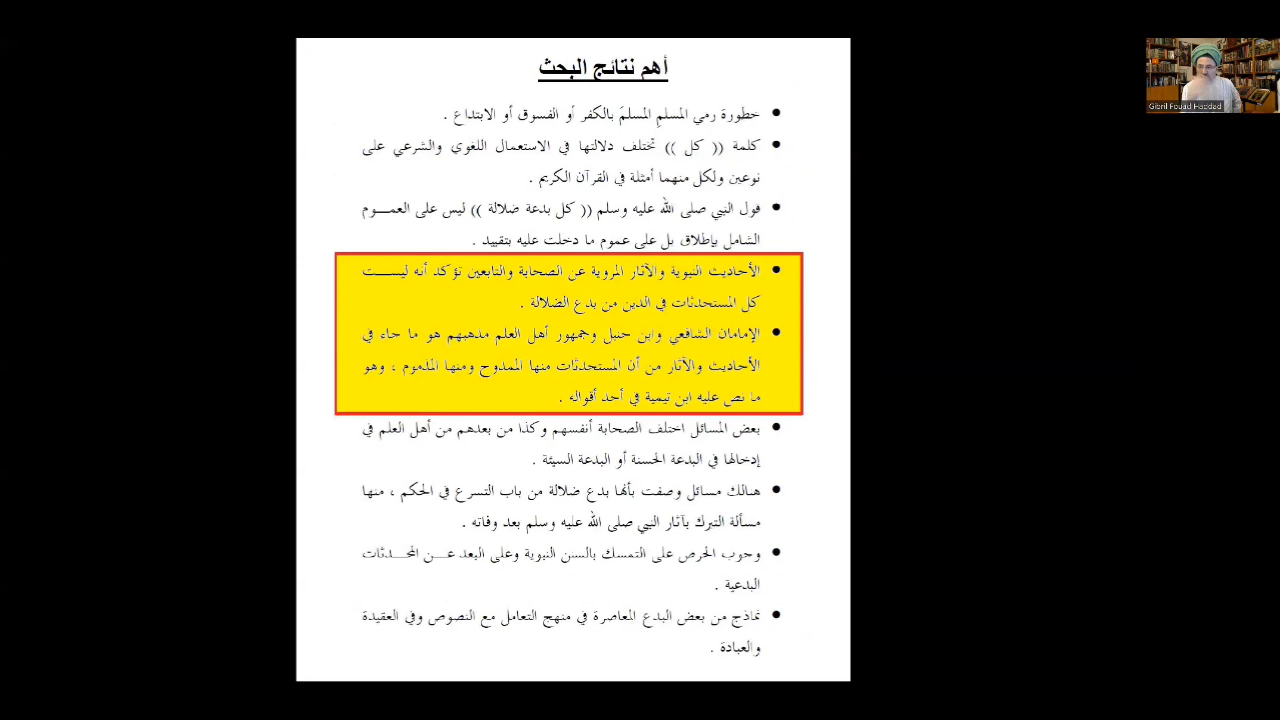 أهم نتائج البحث
• خطورة رمي المسلمِ المسلمَ بالكفر أو الفسوق أو الابتداع .
• كلمة (( كل )) تختلف دلالتها في الاستعمال اللغوي والشرعي على
نوعين ولكل منهما أمثلة في القرآن الكريم .
• قول النبي صلى الله عليه وسلم (( كل بدعة ضلالة )) ليس على العمـــوم
الشامل بإطلاق بل على عموم ما دخلت عليه بتقييد .
• الأحاديث النبوية والآثار المروية عن الصحابة والتابعين تؤكد أنه ليســـت
كل المستحدثات في الدين من بدع الضلالة .
• الإمامان الشافعي وابن حنبل وجمهور أهل العلم مذهبهم هو ما جاء في
الأحاديث والآثار من أن المستحدثات منها الممدوح ومنها المذموم ، وهو
ما نص عليه ابن تيمية في أحد أقواله .
• بعض المسائل اختلف الصحابة أنفسهم وكذا من بعدهم من أهل العلم في
إدخالها في البدعة الحسنة أو البدعة السيئة .
• هنالك مسائل وصفت بأنها بدع ضلالة من باب التسرع في الحكم ، منها
مسألة التبرك بآثار النبي صلى الله عليه وسلم بعد وفاته .
• وجوب الحرص على التمسك بالسنن النبوية وعلى البعد عـــن المحـــدثات
البدعية .
• نماذج من بعض البدع المعاصرة في منهج التعامل مع النصوص وفي العقيدة
والعبادة .
Gibril Fouad Haddad